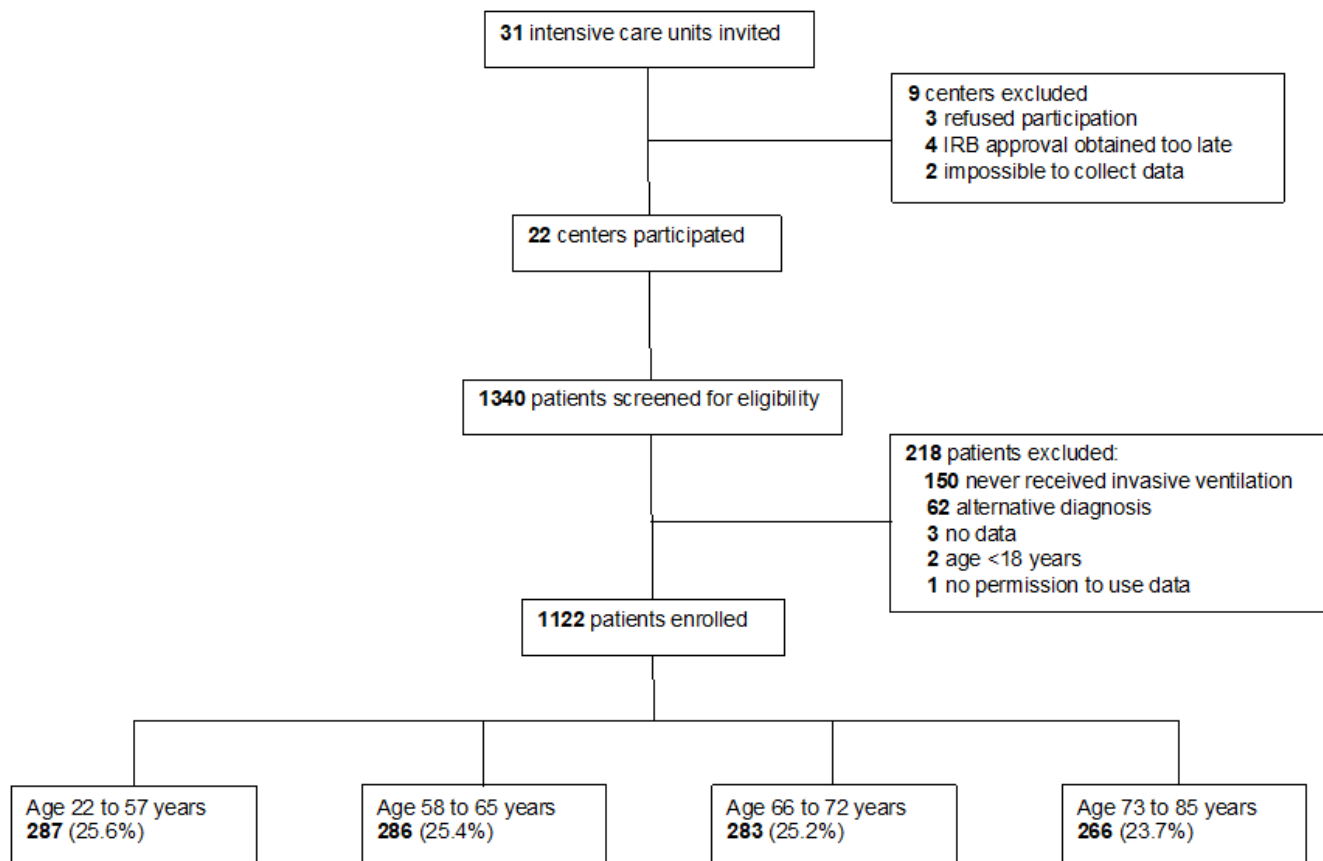 31 intensive care units invited
9 centers excluded
3 refused participation
4 IRB approval obtained too late
2 impossible to collect data
22 centers participated
1340 patients screened for eligibility
218 patients excluded:
150 never received invasive ventilation
62 alternative diagnosis
3 no data
2 age <18 years
1 no permission to use data
1122 patients enrolled
Age 22 to 57 years
287 (25.6%)
Age 58 to 65 years
286 (25.4%)
Age 66 to 72 years
283 (25.2%)
Age 73 to 85 years
266 (23.7%)